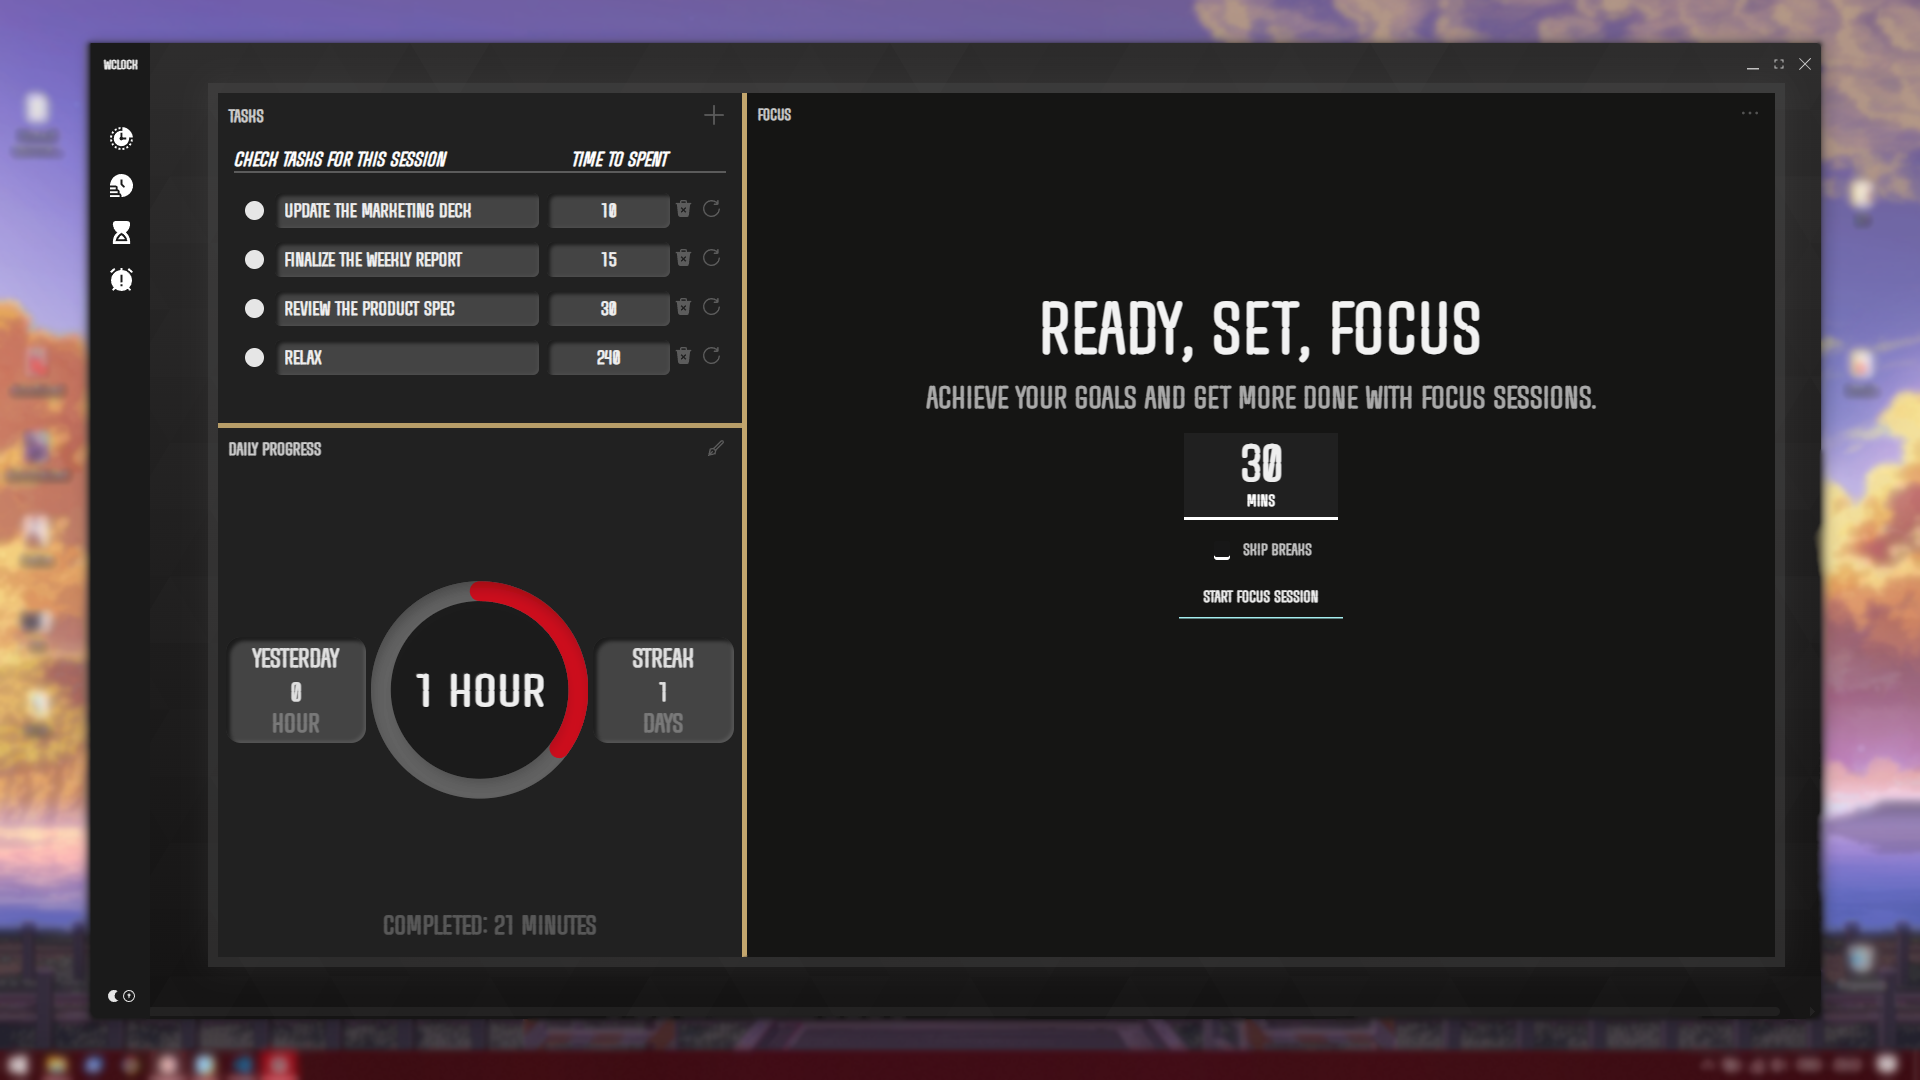 WCLOCK
TASKS
CHECK TASKS FOR THIS SESSION TIME TO SPENT
UPDATE THE MARKETING DECK 10
FINALIZE THE WEEKLY REPORT 15
REVIEW THE PRODUCT SPEC 30
RELAX 240
DAILY PROGRESS
YESTERDAY
0
HOUR
1 HOUR
STREAK
1
DAYS
COMPLETED: 21 MINUTES
FOCUS
READY, SET, FOCUS
ACHIEVE YOUR GOALS AND GET MORE DONE WITH FOCUS SESSIONS.
30
MINS
SKIP BREAKS
START FOCUS SESSION